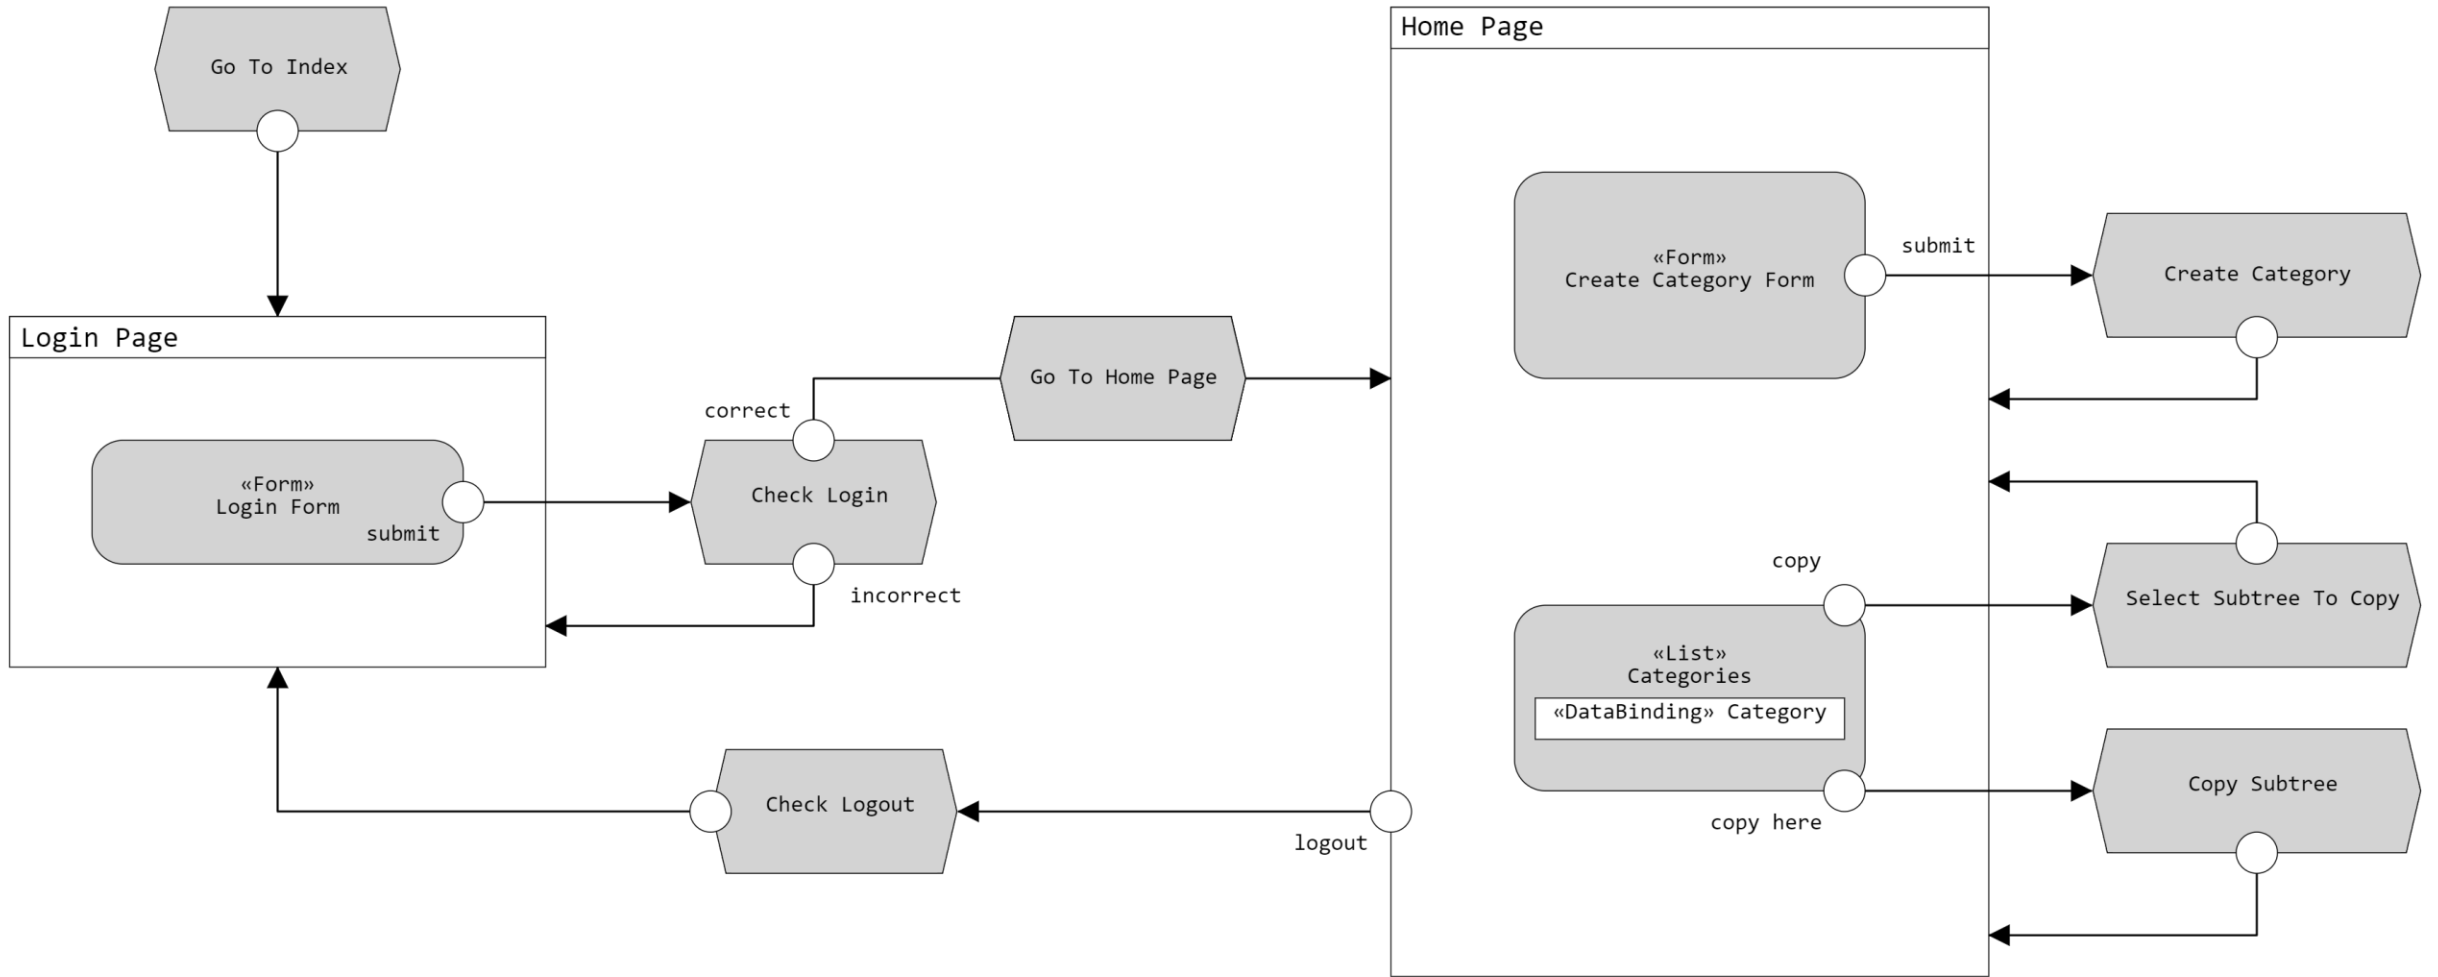 Go To Index
Home Page
«Form»
Create Category Form
submit
Create Category
Login Page
«Form»
Login Form
submit
correct
Check Login
incorrect
Go To Home Page
copy
Select Subtree To Copy
«List»
Categories
«DataBinding» Category
copy here
Copy Subtree
Check Logout
logout